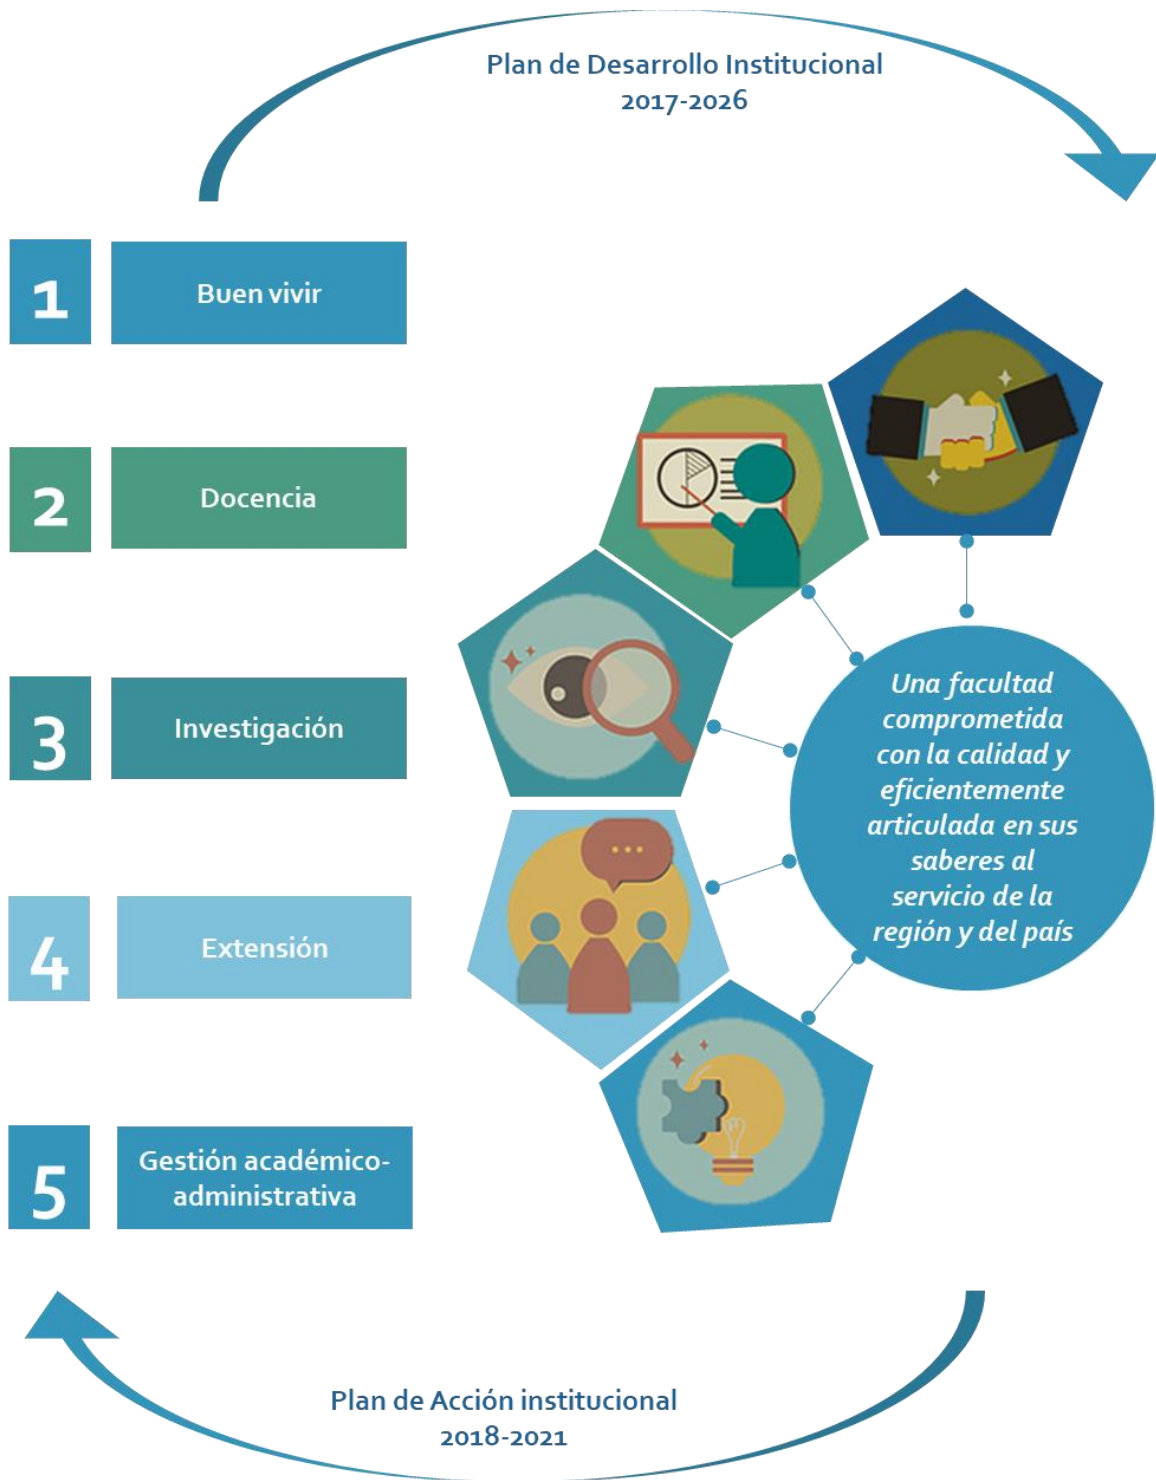 Plan de Desarrollo Institucional
2017-2026
1
Buen vivir
2
Docencia
3
Investigación
4
Extensión
5
Gestión académico-
administrativa
Una facultad
comprometida
con la calidad y
eficientemente
articulada en sus
saberes al
servicio de la
región y del país
Plan de Acción institucional
2018-2021